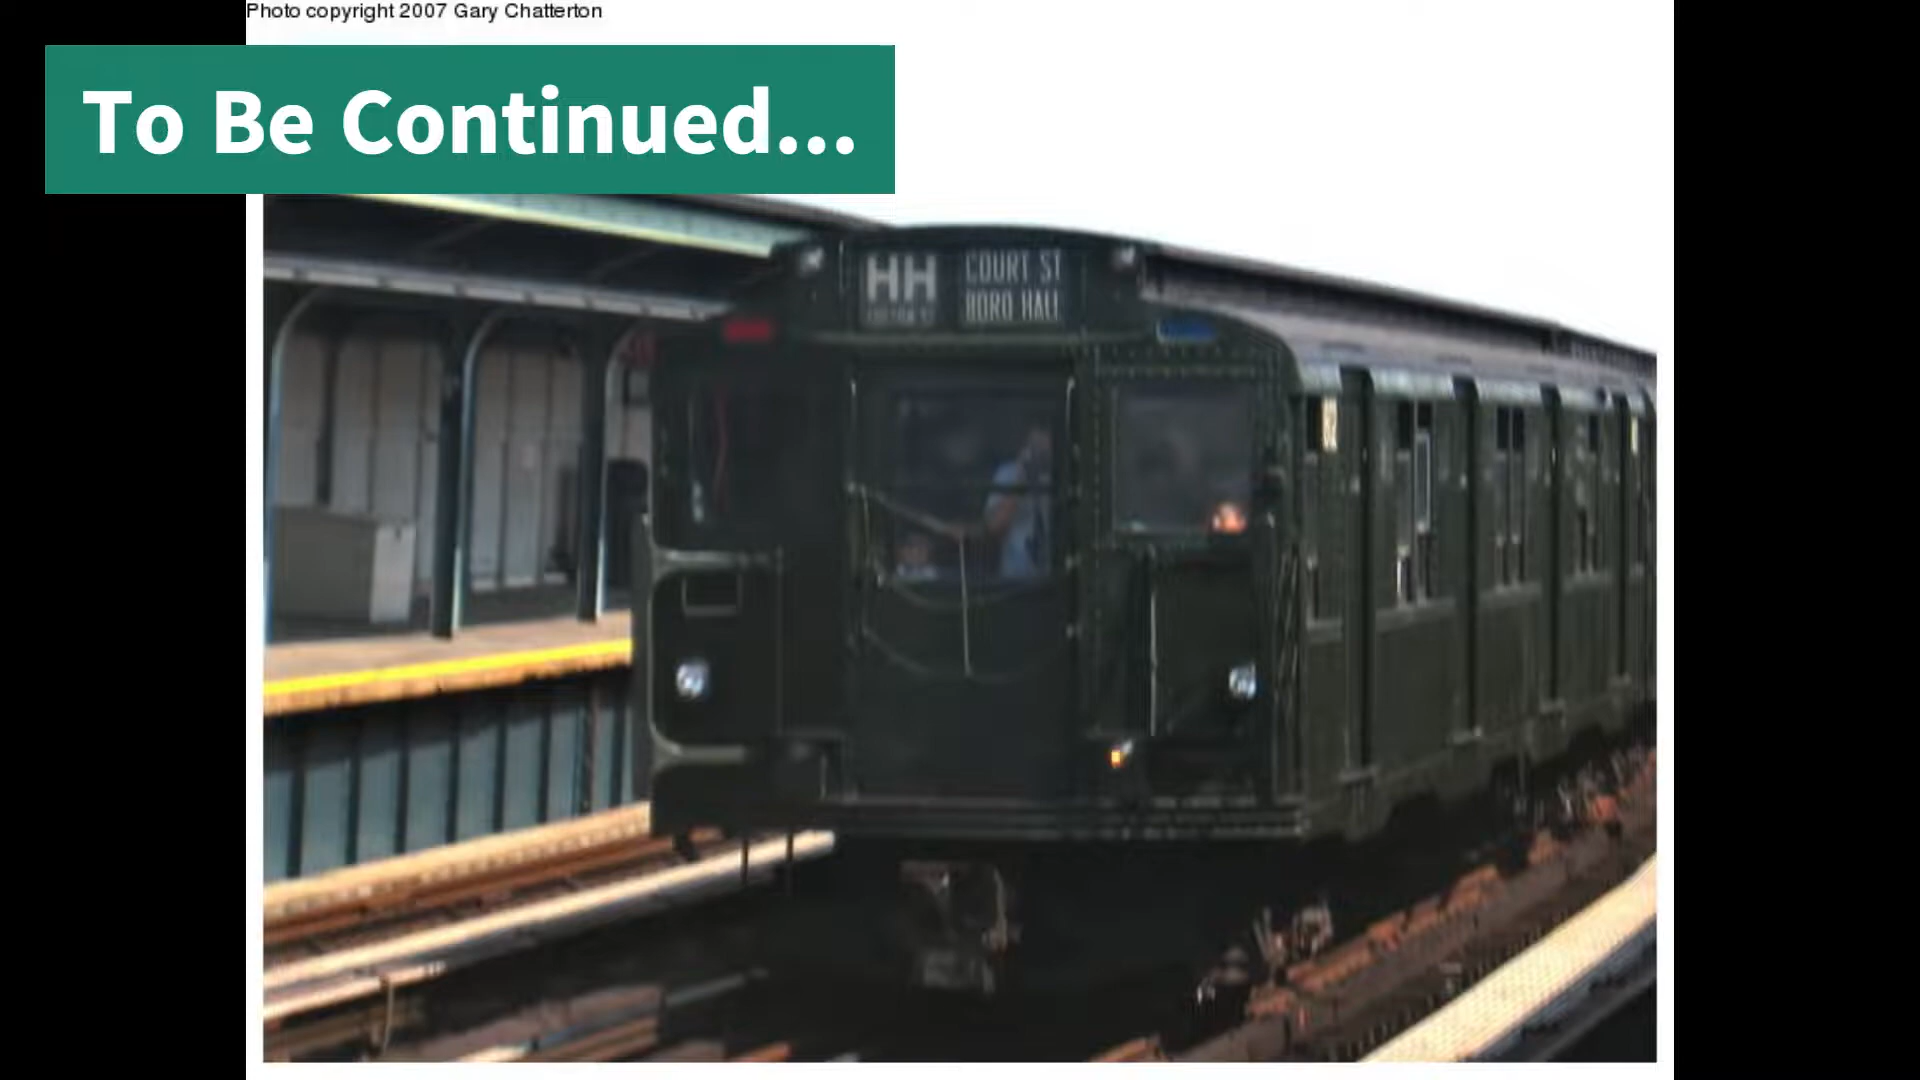 Photo copyright 2007 Gary Chatterton
To Be Continued...
HH
COURT ST
BORO HALL